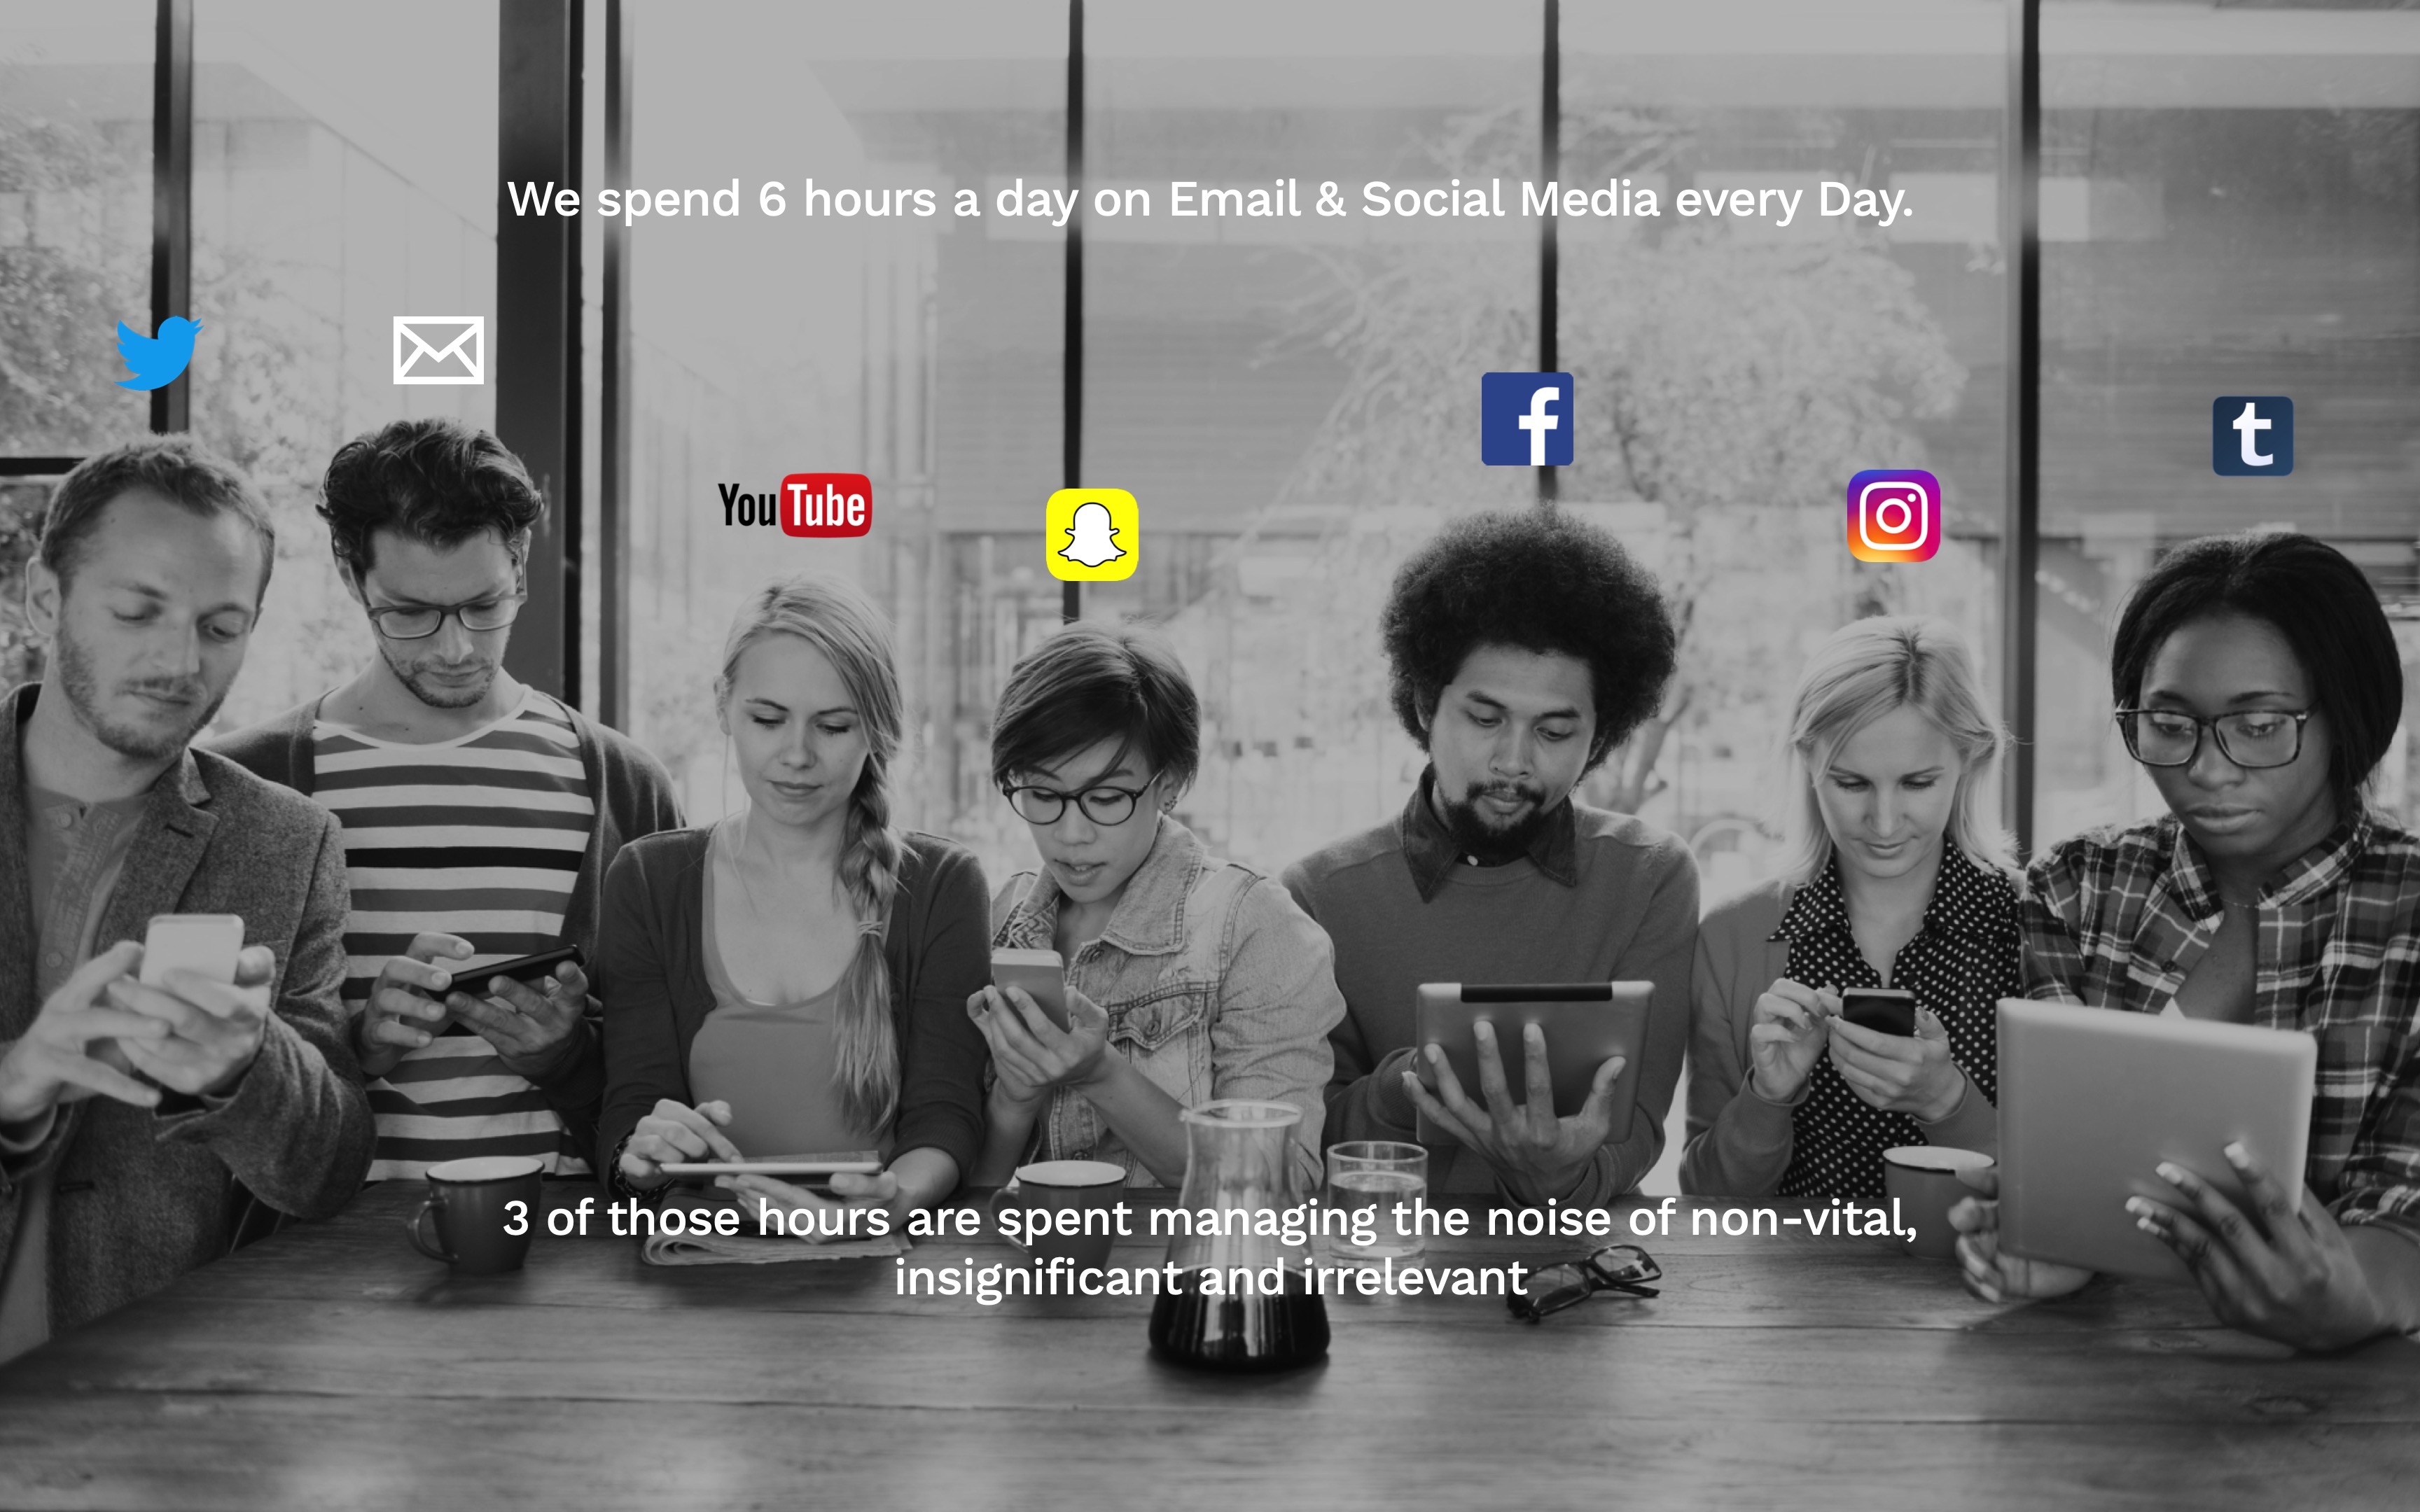 We spend 6 hours a day on Email & Social Media every Day.
YouTube
f
t
3 of those hours are spent managing the noise of non-vital,
insignificant and irrelevant